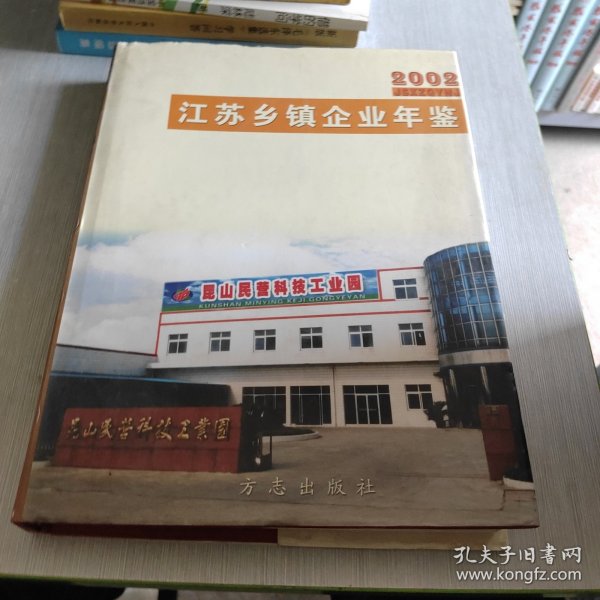 2002
JSXZQYNJ
江苏乡镇企业年鉴
昆山民营科技工业园
KUNSHAN MINYING KEJI GONGYEYAN
昆山民营科技工业园
方志出版社
孔夫子旧书网
www.kongfz.com